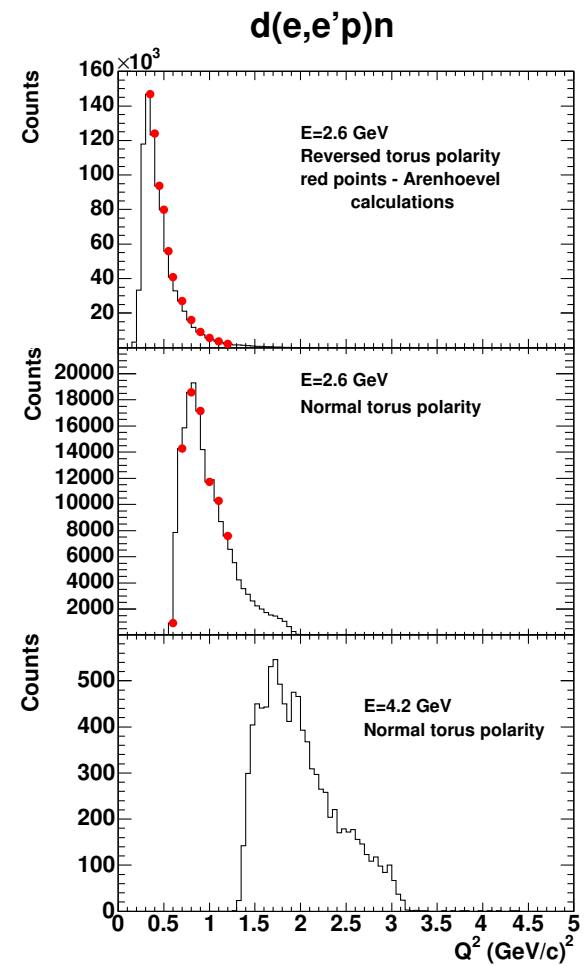 d(e,e'p)n
×10³
Counts
160
140
120
100
80
60
40
20
E=2.6 GeV
Reversed torus polarity
red points - Arenhoevel
calculations
Counts
20000
18000
16000
14000
12000
10000
8000
6000
4000
2000
E=2.6 GeV
Normal torus polarity
Counts
500
400
300
200
100
0
E=4.2 GeV
Normal torus polarity
0 0.5 1 1.5 2 2.5 3 3.5 4 4.5 5
Q² (GeV/c)²